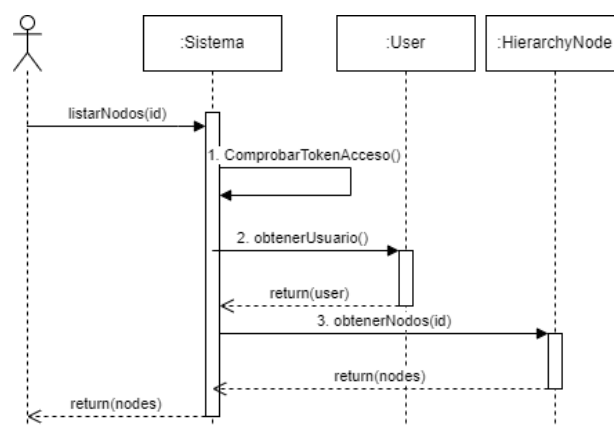 :Sistema
:User
:HierarchyNode
listarNodos(id)
1. ComprobarTokenAcceso()
2. obtenerUsuario()
return(user)
3. obtenerNodos(id)
return(nodes)
return(nodes)